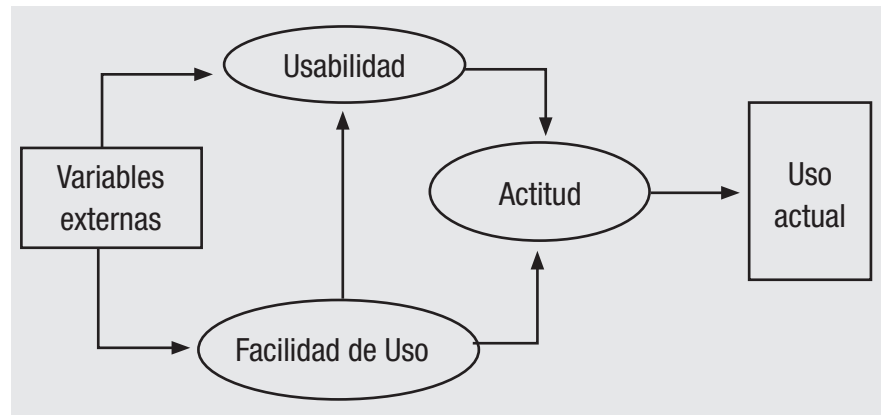 Usabilidad
Variables
externas
Actitud
Uso
actual
Facilidad de Uso